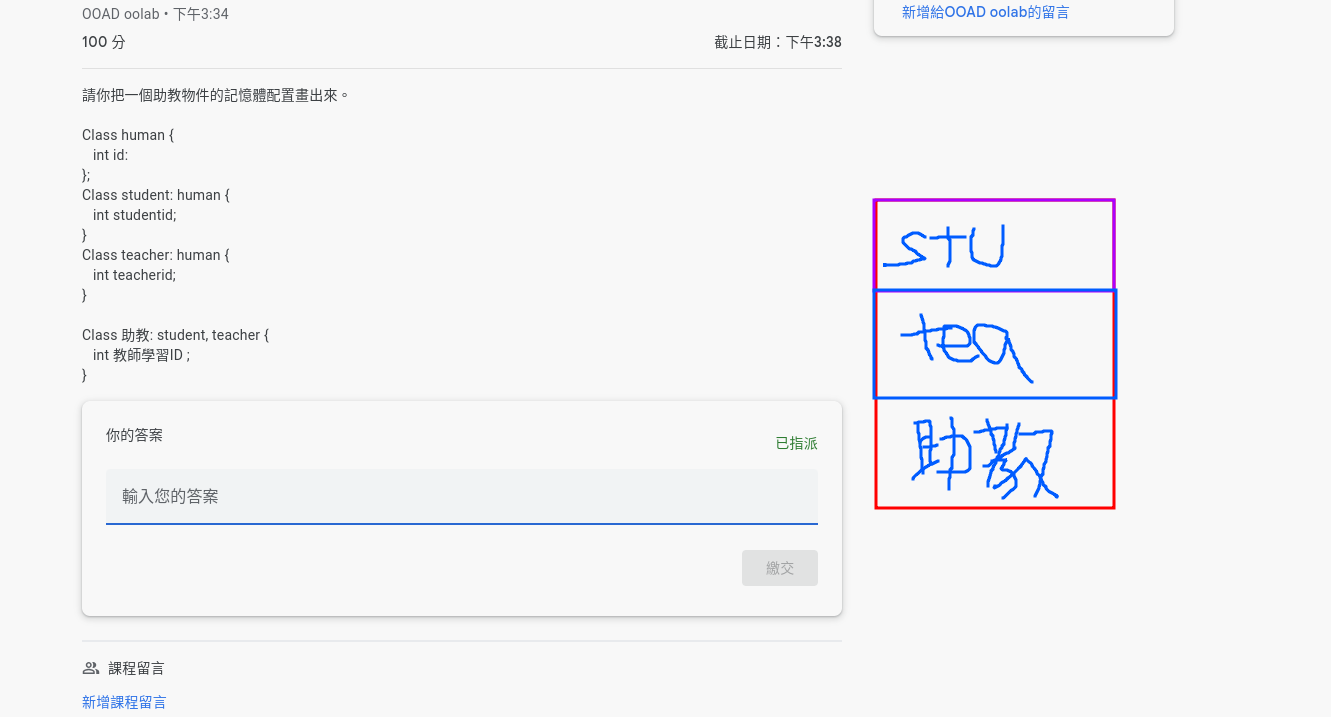 OOAD oolab • 下午3:34
100 分
截止日期：下午3:38
新增給OOAD oolab的留言
請你把一個助教物件的記憶體配置畫出來。
Class human {
int id:
};
Class student: human {
int studentid;
}
Class teacher: human {
int teacherid;
}
Class 助教: student, teacher {
int 教師學習ID ;
}
stu
tea
助教
你的答案
已指派
輸入您的答案
繳交
課程留言
新增課程留言